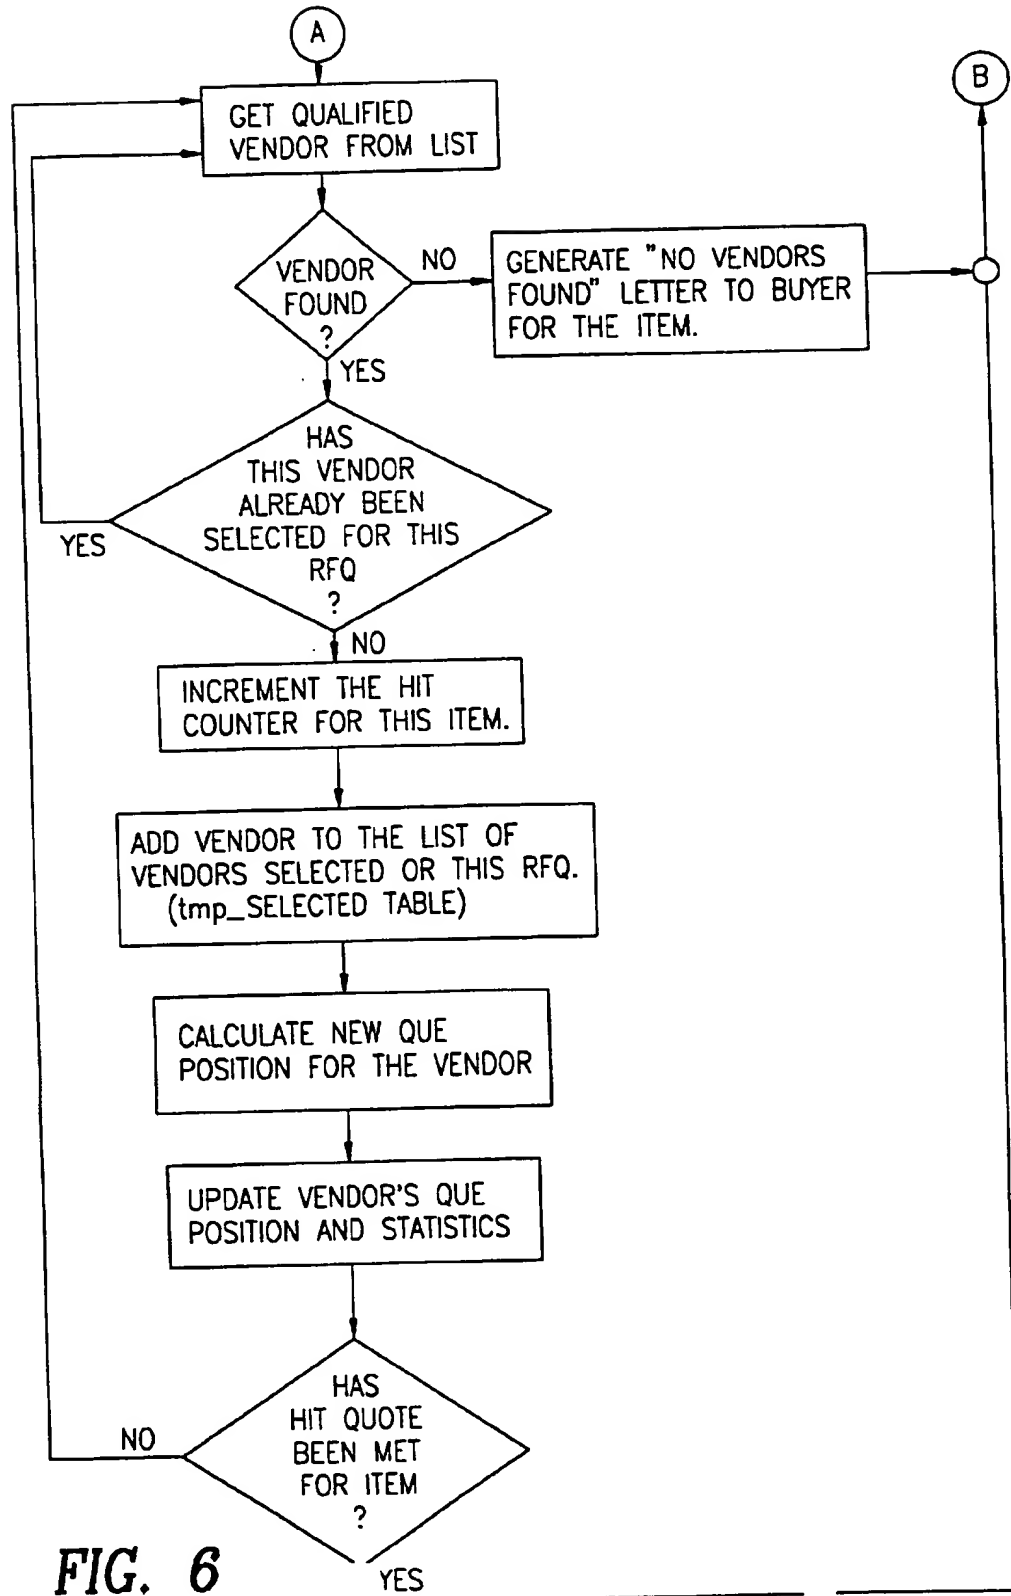 A
B
GET QUALIFIED
VENDOR FROM LIST
VENDOR
FOUND
?
NO
GENERATE "NO VENDORS
FOUND" LETTER TO BUYER
FOR THE ITEM.
YES
HAS
THIS VENDOR
ALREADY BEEN
SELECTED FOR THIS
RFQ
?
YES
NO
INCREMENT THE HIT
COUNTER FOR THIS ITEM.
ADD VENDOR TO THE LIST OF
VENDORS SELECTED OR THIS RFQ.
(tmp_SELECTED TABLE)
CALCULATE NEW QUE
POSITION FOR THE VENDOR
UPDATE VENDOR'S QUE
POSITION AND STATISTICS
HAS
HIT QUOTE
BEEN MET
FOR ITEM
?
NO
YES
FIG. 6